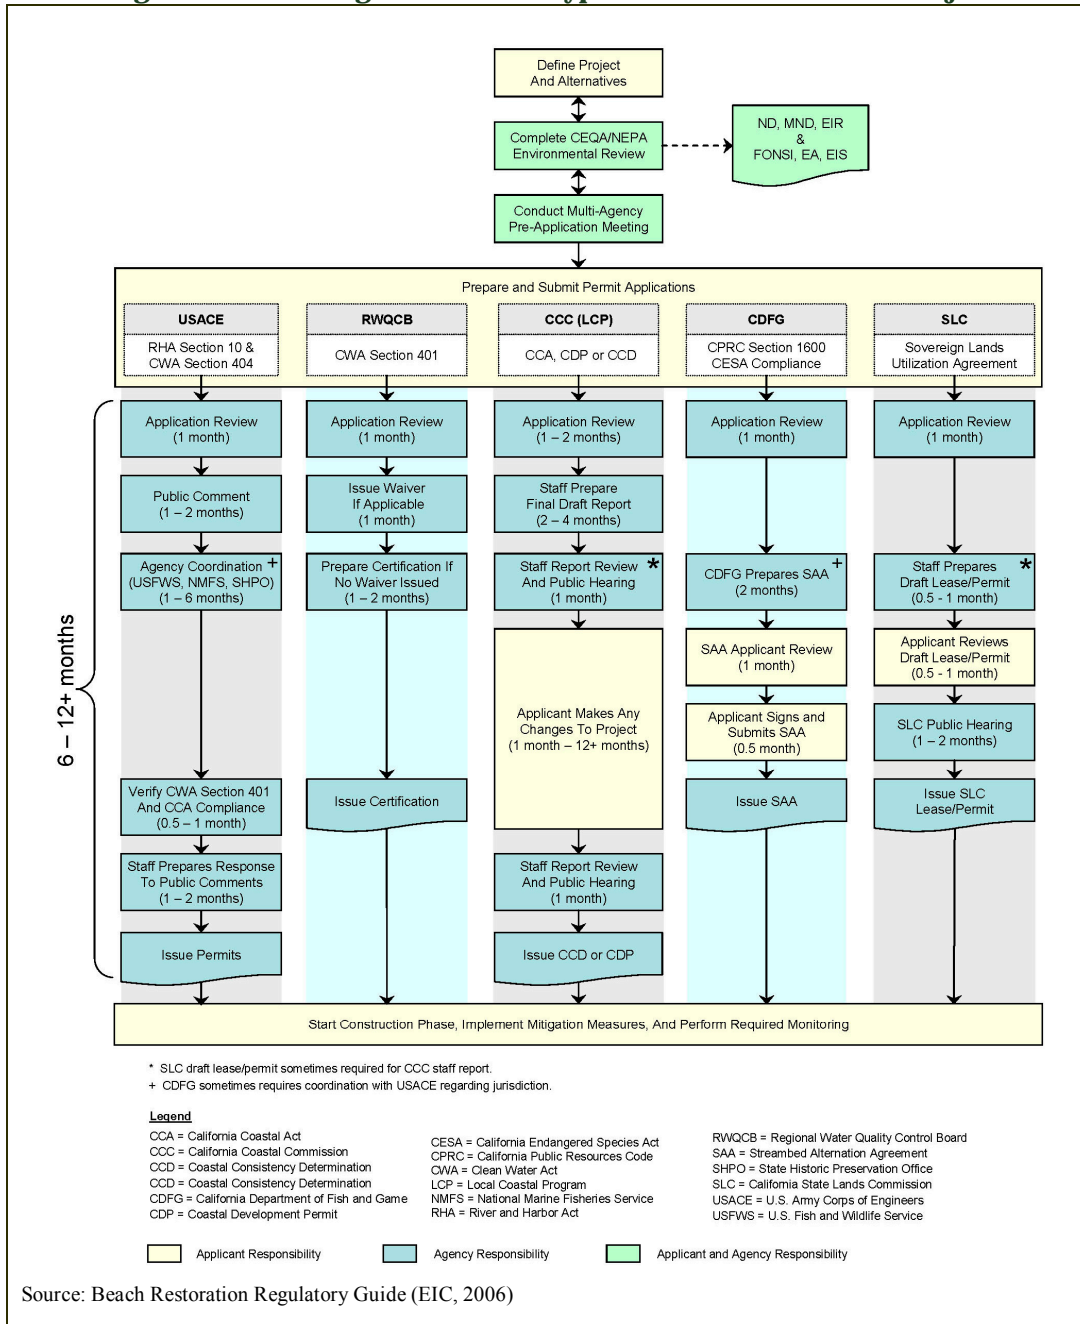 Define Project
And Alternatives
Complete CEQA/NEPA
Environmental Review
ND, MND, EIR
&
FONSI, EA, EIS
Conduct Multi-Agency
Pre-Application Meeting
Prepare and Submit Permit Applications
USACE
RHA Section 10 &
CWA Section 404
RWQCB
CWA Section 401
CCC (LCP)
CCA, CDP or CCD
CDFG
CPRC Section 1600
CESA Compliance
SLC
Sovereign Lands
Utilization Agreement
6 – 12+ months
Application Review
(1 month)
Public Comment
(1 – 2 months)
Agency Coordination +
(USFWS, NMFS, SHPO)
(1 – 6 months)
Verify CWA Section 401
And CCA Compliance
(0.5 – 1 month)
Staff Prepares Response
To Public Comments
(1 – 2 months)
Issue Permits
Application Review
(1 month)
Issue Waiver
If Applicable
(1 month)
Prepare Certification If
No Waiver Issued
(1 – 2 months)
Issue Certification
Application Review
(1 – 2 months)
Staff Prepare
Final Draft Report
(2 – 4 months)
Staff Report Review *
And Public Hearing
(1 month)
Applicant Makes Any
Changes To Project
(1 month – 12+ months)
Staff Report Review
And Public Hearing
(1 month)
Issue CCD or CDP
Application Review
(1 month)
CDFG Prepares SAA +
(2 months)
SAA Applicant Review
(1 month)
Applicant Signs and
Submits SAA
(0.5 month)
Issue SAA
Application Review
(1 month)
Staff Prepares *
Draft Lease/Permit
(0.5 - 1 month)
Applicant Reviews
Draft Lease/Permit
(0.5 - 1 month)
SLC Public Hearing
(1 – 2 months)
Issue SLC
Lease/Permit
Start Construction Phase, Implement Mitigation Measures, And Perform Required Monitoring
* SLC draft lease/permit sometimes required for CCC staff report.
+ CDFG sometimes requires coordination with USACE regarding jurisdiction.
Legend
CCA = California Coastal Act
CCC = California Coastal Commission
CCD = Coastal Consistency Determination
CCD = Coastal Consistency Determination
CDFG = California Department of Fish and Game
CDP = Coastal Development Permit
CESA = California Endangered Species Act
CPRC = California Public Resources Code
CWA = Clean Water Act
LCP = Local Coastal Program
NMFS = National Marine Fisheries Service
RHA = River and Harbor Act
RWQCB = Regional Water Quality Control Board
SAA = Streambed Alternation Agreement
SHPO = State Historic Preservation Office
SLC = California State Lands Commission
USACE = U.S. Army Corps of Engineers
USFWS = U.S. Fish and Wildlife Service
Applicant Responsibility
Agency Responsibility
Applicant and Agency Responsibility
Source: Beach Restoration Regulatory Guide (EIC, 2006)